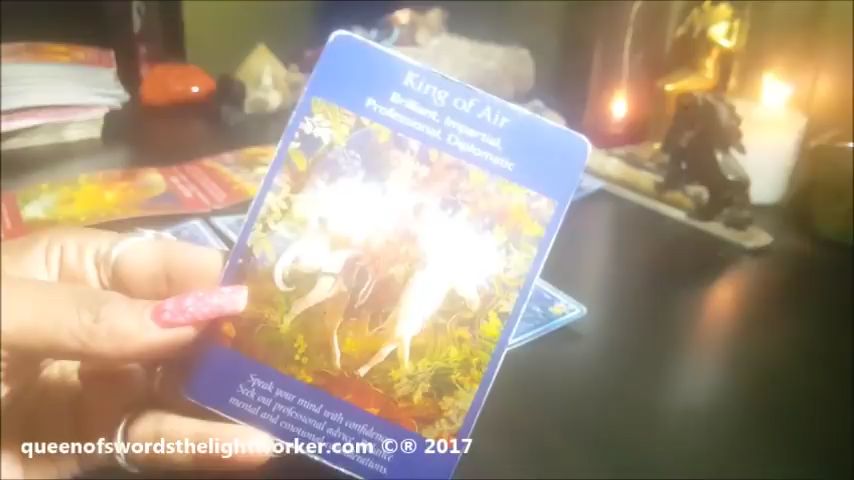 King of Air
Brilliant, Impartial,
Professional, Diplomatic
Speak your mind with confidence.
Seek out professional advice.
mental and emotional
queenofswordsthelightworker.com ©® 2017